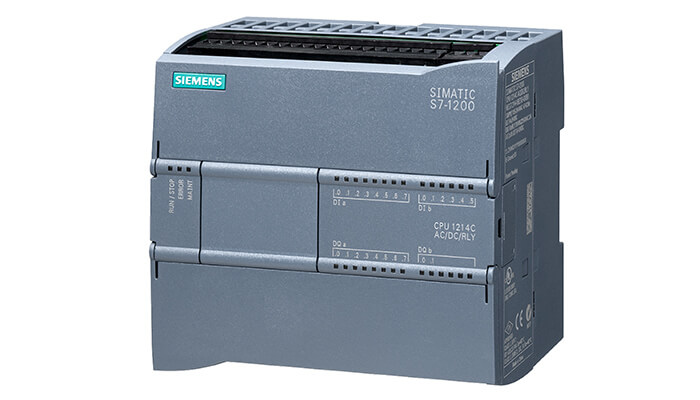 SIEMENS
SIMATIC
S7-1200
RUN / STOP
ERROR
MAINT
.0 .1 .2 .3 .4 .5 .6 .7
DI a
.0 .1 .2 .3 .4 .5
DI b
CPU 1214C
AC/DC/RLY
DQ a
.0 .1 .2 .3 .4 .5 .6 .7
DQ b
.0 .1